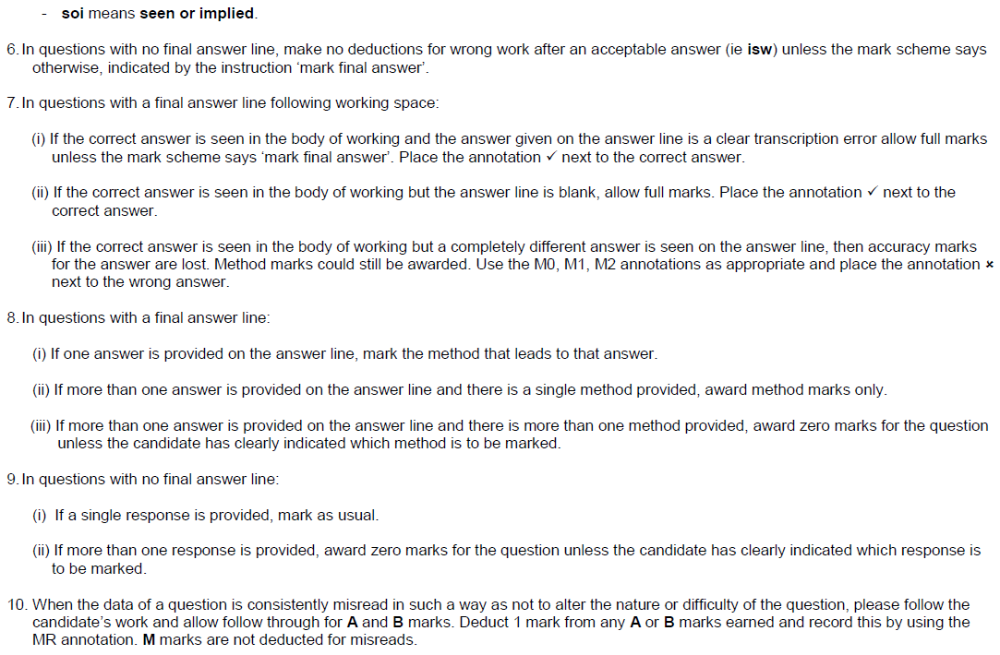 - soi means seen or implied.
6. In questions with no final answer line, make no deductions for wrong work after an acceptable answer (ie isw) unless the mark scheme says
otherwise, indicated by the instruction ‘mark final answer’.
7. In questions with a final answer line following working space:
(i) If the correct answer is seen in the body of working and the answer given on the answer line is a clear transcription error allow full marks
unless the mark scheme says ‘mark final answer’. Place the annotation ✓ next to the correct answer.
(ii) If the correct answer is seen in the body of working but the answer line is blank, allow full marks. Place the annotation ✓ next to the
correct answer.
(iii) If the correct answer is seen in the body of working but a completely different answer is seen on the answer line, then accuracy marks
for the answer are lost. Method marks could still be awarded. Use the M0, M1, M2 annotations as appropriate and place the annotation ×
next to the wrong answer.
8. In questions with a final answer line:
(i) If one answer is provided on the answer line, mark the method that leads to that answer.
(ii) If more than one answer is provided on the answer line and there is a single method provided, award method marks only.
(iii) If more than one answer is provided on the answer line and there is more than one method provided, award zero marks for the question
unless the candidate has clearly indicated which method is to be marked.
9. In questions with no final answer line:
(i) If a single response is provided, mark as usual.
(ii) If more than one response is provided, award zero marks for the question unless the candidate has clearly indicated which response is
to be marked.
10. When the data of a question is consistently misread in such a way as not to alter the nature or difficulty of the question, please follow the
candidate’s work and allow follow through for A and B marks. Deduct 1 mark from any A or B marks earned and record this by using the
MR annotation. M marks are not deducted for misreads.